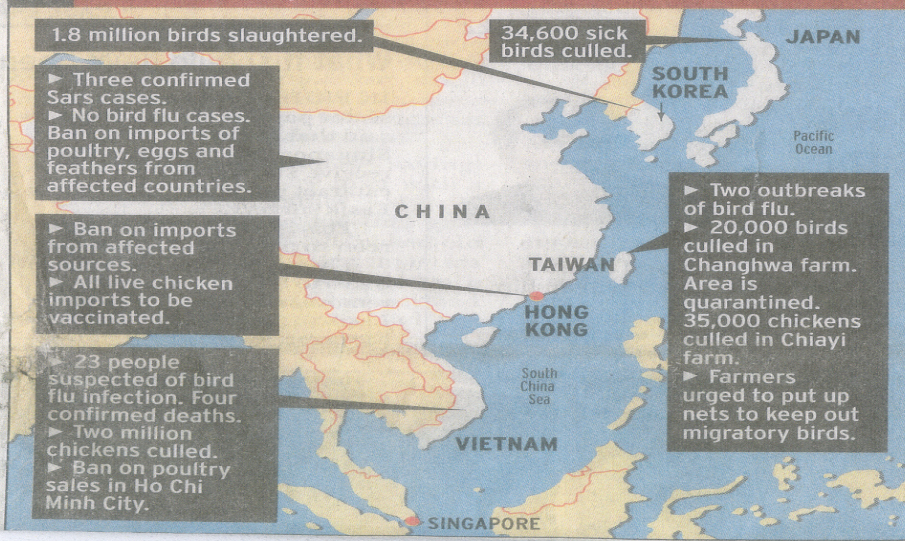 1.8 million birds slaughtered.
34,600 sick
birds culled.
JAPAN
SOUTH
KOREA
Pacific
Ocean
► Three confirmed
Sars cases.
► No bird flu cases.
Ban on imports of
poultry, eggs and
feathers from
affected countries.
CHINA
► Ban on imports
from affected
sources.
► All live chicken
imports to be
vaccinated.
TAIWAN
HONG
KONG
► Two outbreaks
of bird flu.
► 20,000 birds
culled in
Changhwa farm.
Area is
quarantined.
35,000 chickens
culled in Chiayi
farm.
► Farmers
urged to put up
nets to keep out
migratory birds.
23 people
suspected of bird
flu infection. Four
confirmed deaths.
► Two million
chickens culled.
► Ban on poultry
sales in Ho Chi
Minh City.
South
China
Sea
VIETNAM
SINGAPORE